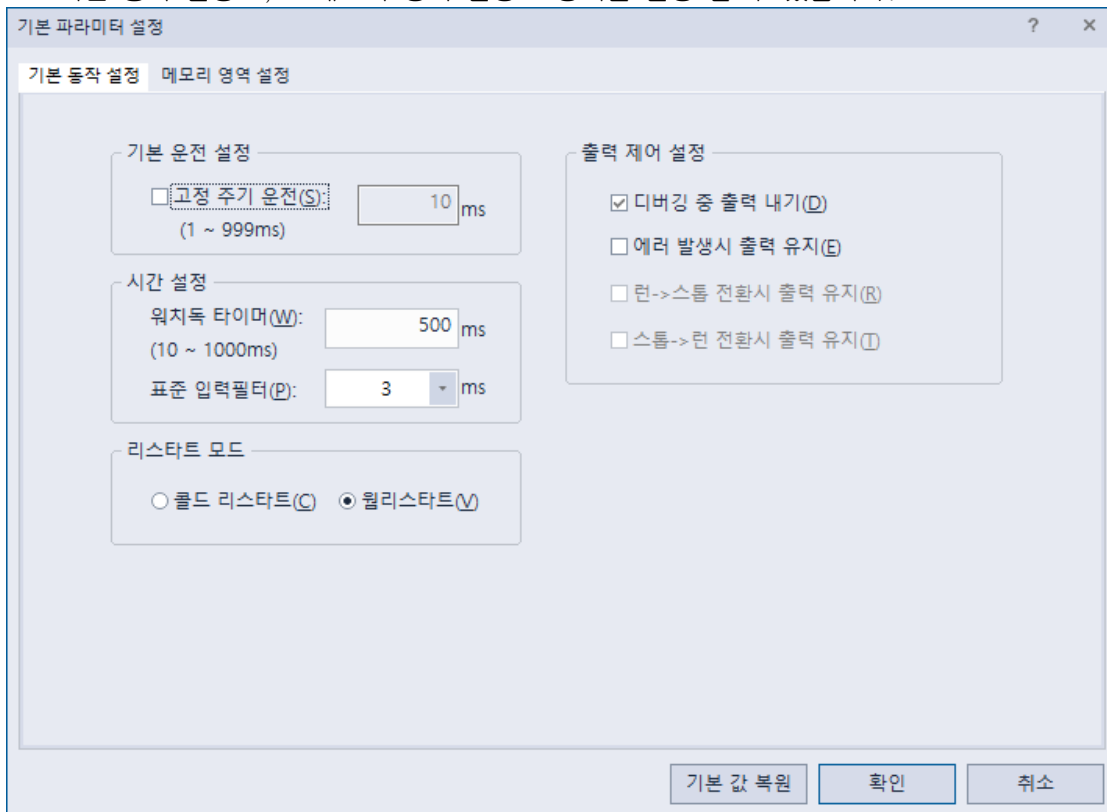 기본 파라미터 설정 ? ×
기본 동작 설정 메모리 영역 설정
기본 운전 설정
고정 주기 운전(S): 10 ms
(1 ~ 999ms)
시간 설정
워치독 타이머(W): 500 ms
(10 ~ 1000ms)
표준 입력필터(P): 3 ms
리스타트 모드
콜드 리스타트(C) 웜리스타트(V)
출력 제어 설정
디버깅 중 출력 내기(D)
에러 발생시 출력 유지(E)
런->스톱 전환시 출력 유지(R)
스톱->런 전환시 출력 유지(T)
기본 값 복원 확인 취소